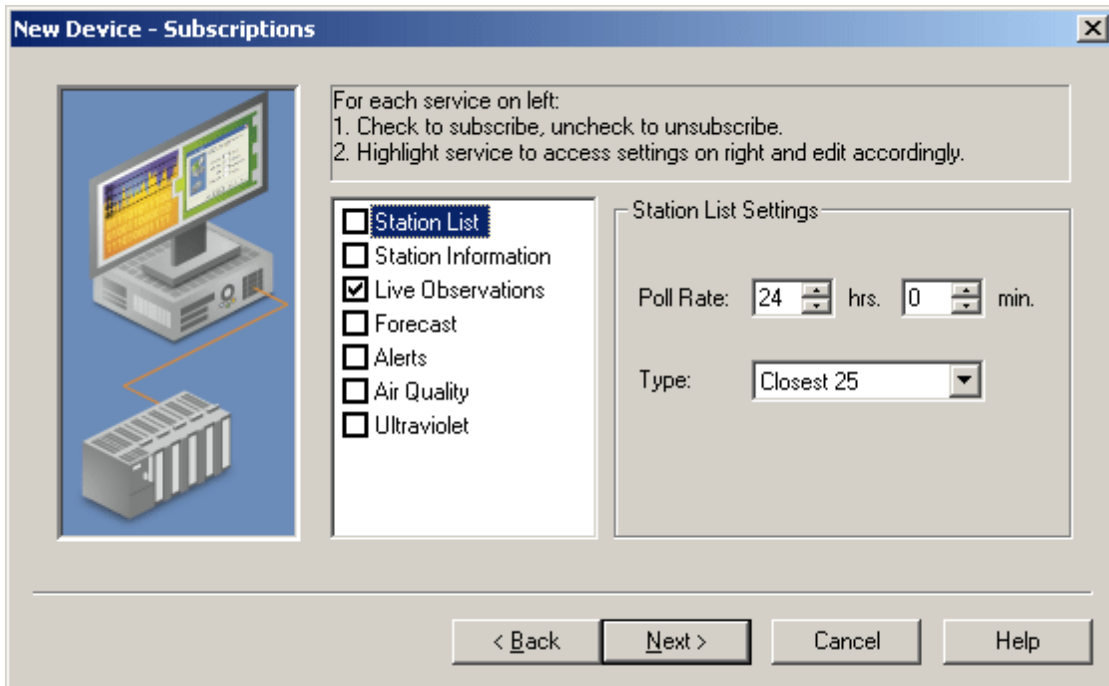 New Device - Subscriptions
For each service on left:
1. Check to subscribe, uncheck to unsubscribe.
2. Highlight service to access settings on right and edit accordingly.
Station List
Station Information
Live Observations
Forecast
Alerts
Air Quality
Ultraviolet
Station List Settings
Poll Rate: 24 hrs. 0 min.
Type: Closest 25
< Back Next > Cancel Help